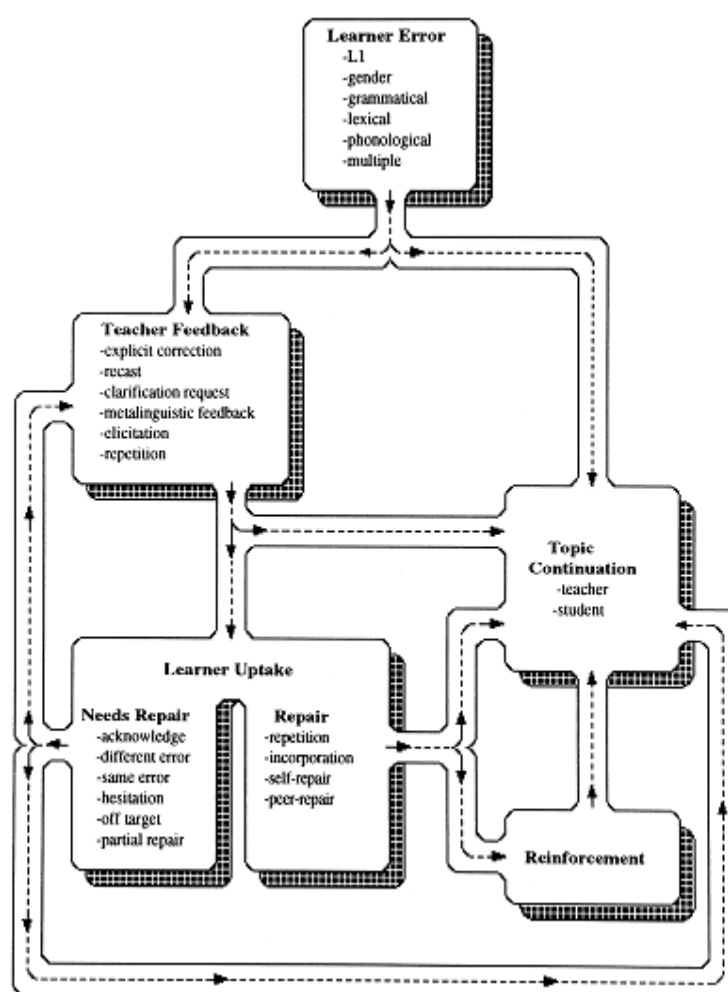 Learner Error
-L1
-gender
-grammatical
-lexical
-phonological
-multiple
Teacher Feedback
-explicit correction
-recast
-clarification request
-metalinguistic feedback
-elicitation
-repetition
Topic
Continuation
-teacher
-student
Learner Uptake
Needs Repair
-acknowledge
-different error
-same error
-hesitation
-off target
-partial repair
Repair
-repetition
-incorporation
-self-repair
-peer-repair
Reinforcement